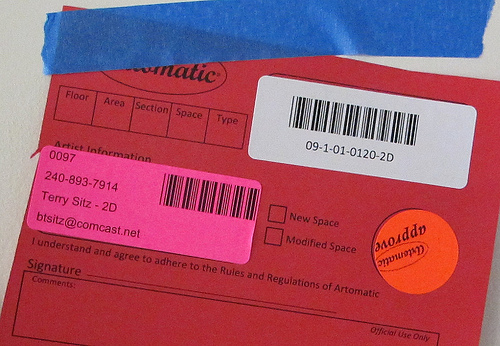 Floor Area Section Space Type
09-1-01-0120-2D
Artist Information
0097
240-893-7914
Terry Sitz - 2D
btsitz@comcast.net
New Space
Modified Space
Artomatic
approve
I understand and agree to adhere to the Rules and Regulations of Artomatic
Signature
Comments:
Official Use Only